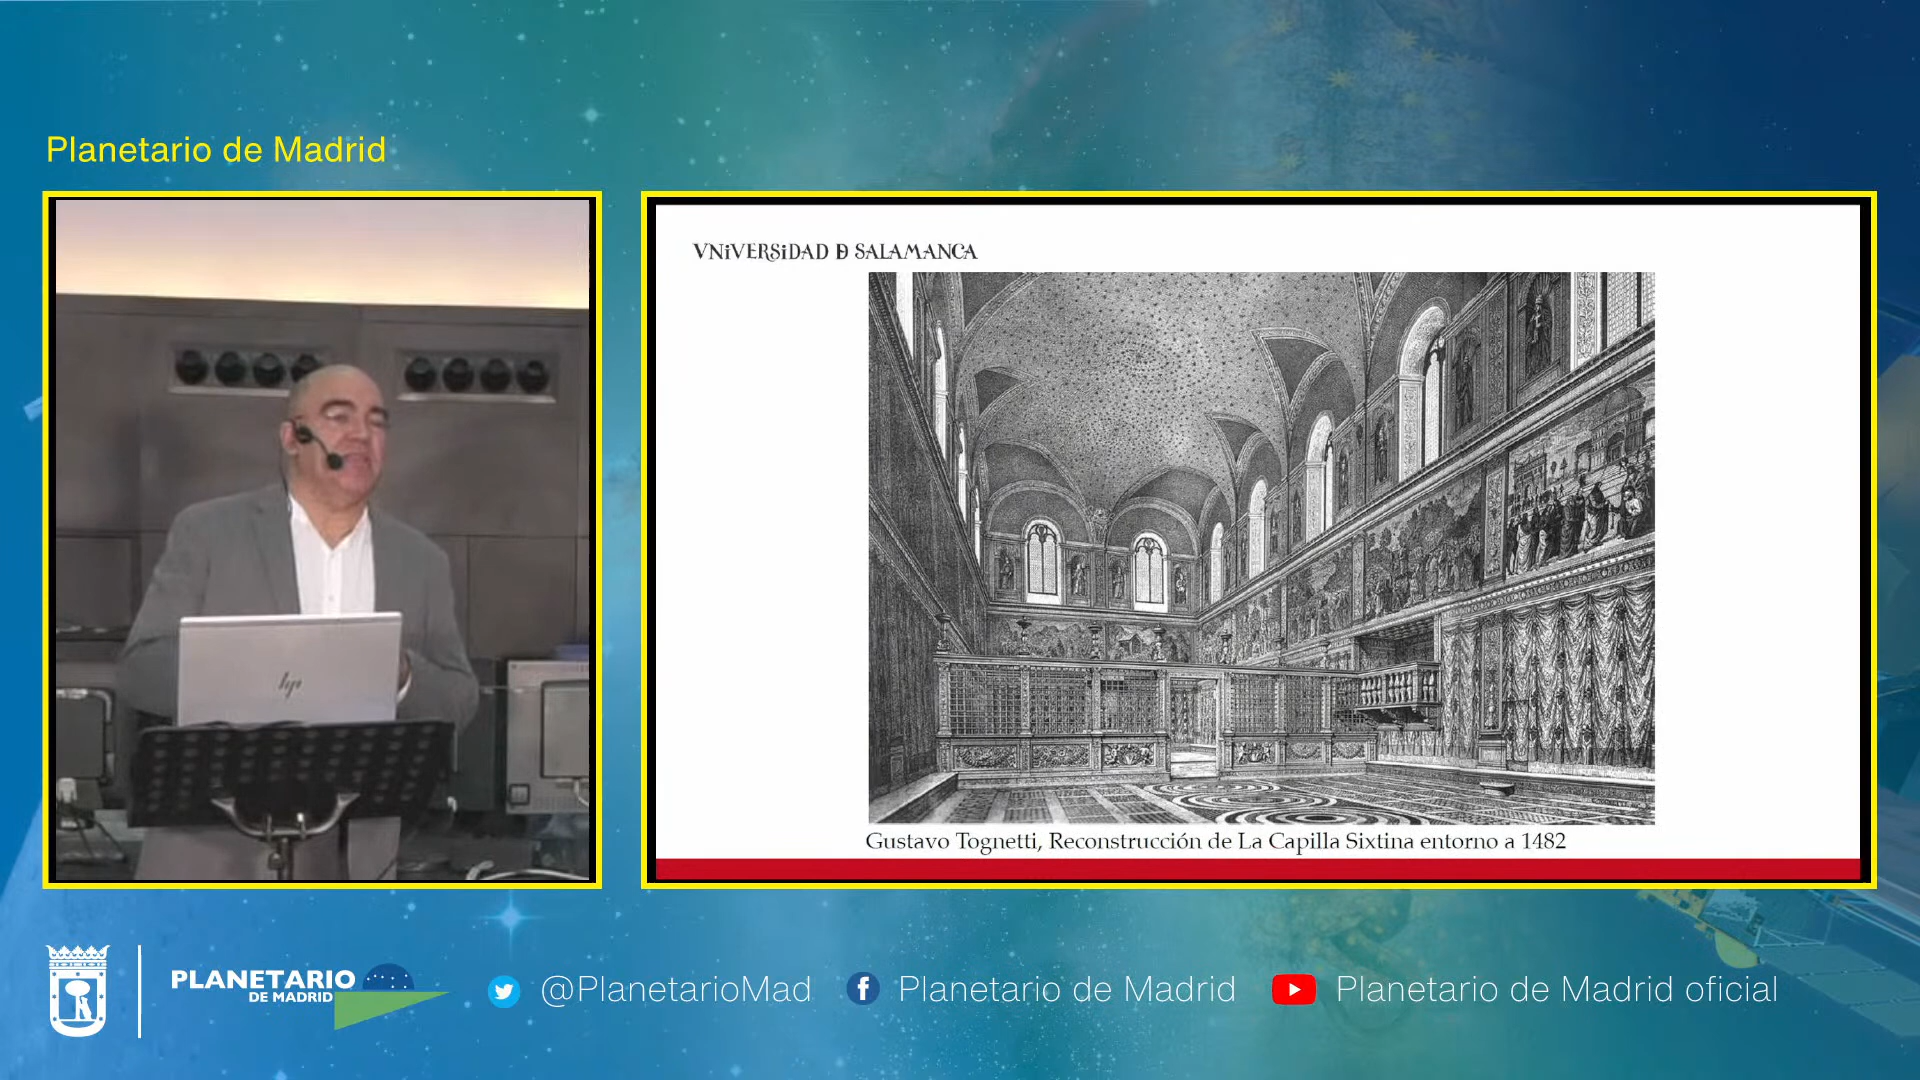 Planetario de Madrid
VNiVERSiDAD Ð SALAMANCA
hp
Gustavo Tognetti, Reconstrucción de La Capilla Sixtina entorno a 1482
PLANETARIO
DE MADRID
@PlanetarioMad
Planetario de Madrid
Planetario de Madrid oficial